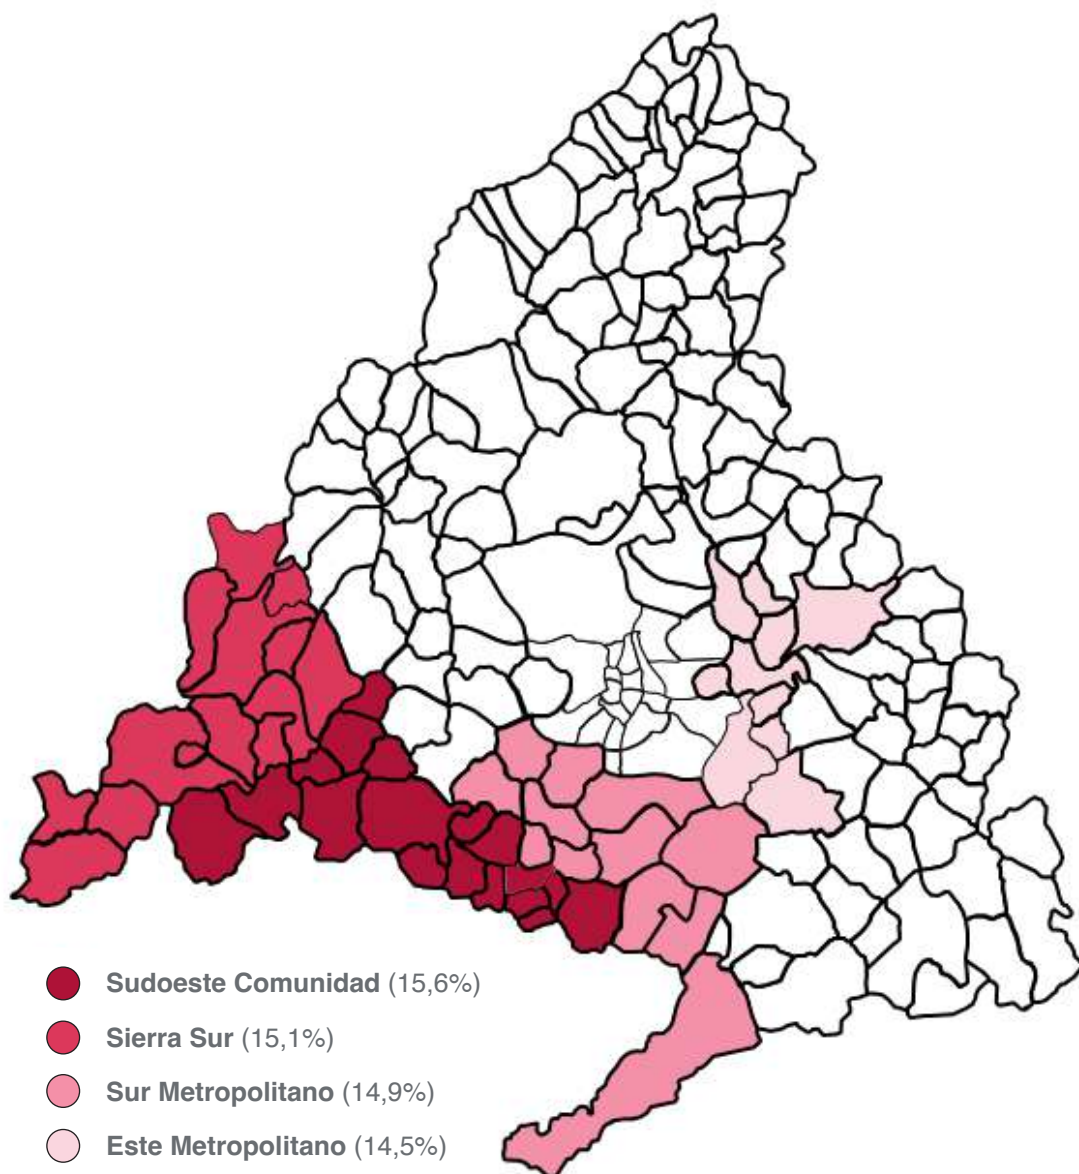 Sudoeste Comunidad (15,6%)
Sierra Sur (15,1%)
Sur Metropolitano (14,9%)
Este Metropolitano (14,5%)